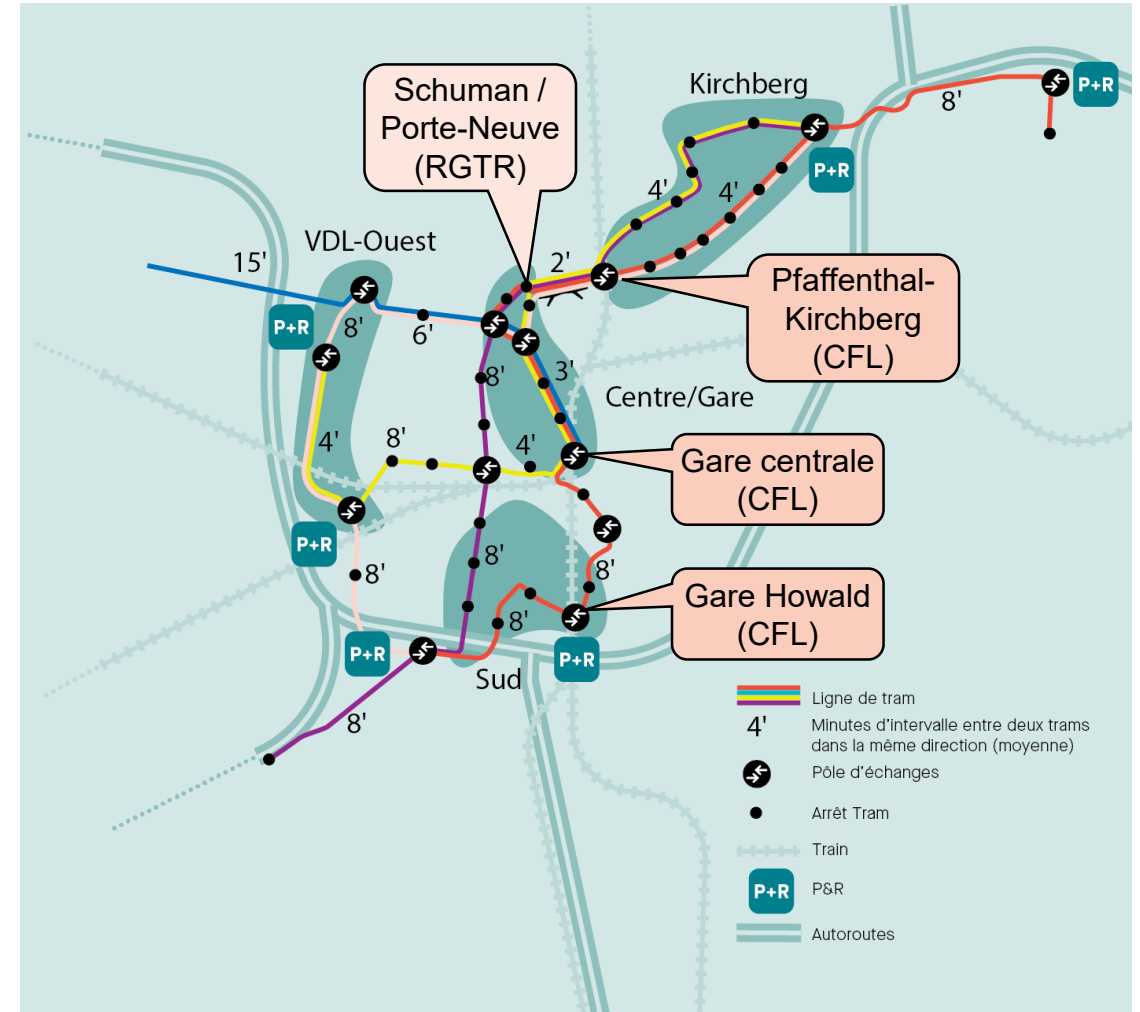 Schuman /
Porte-Neuve
(RGTR)
Kirchberg
8'
P+R
P+R
4'
4'
VDL-Ouest
15'
2'
Pfaffenthal-
Kirchberg
(CFL)
P+R
8'
6'
3'
8'
Centre/Gare
4'
8'
4'
Gare centrale
(CFL)
P+R
8'
8'
8'
Gare Howald
(CFL)
8'
P+R
P+R
Sud
8'
Ligne de tram
4'
Minutes d'intervalle entre deux trams
dans la même direction (moyenne)
Pôle d'échanges
Arrêt Tram
Train
P+R
P&R
Autoroutes